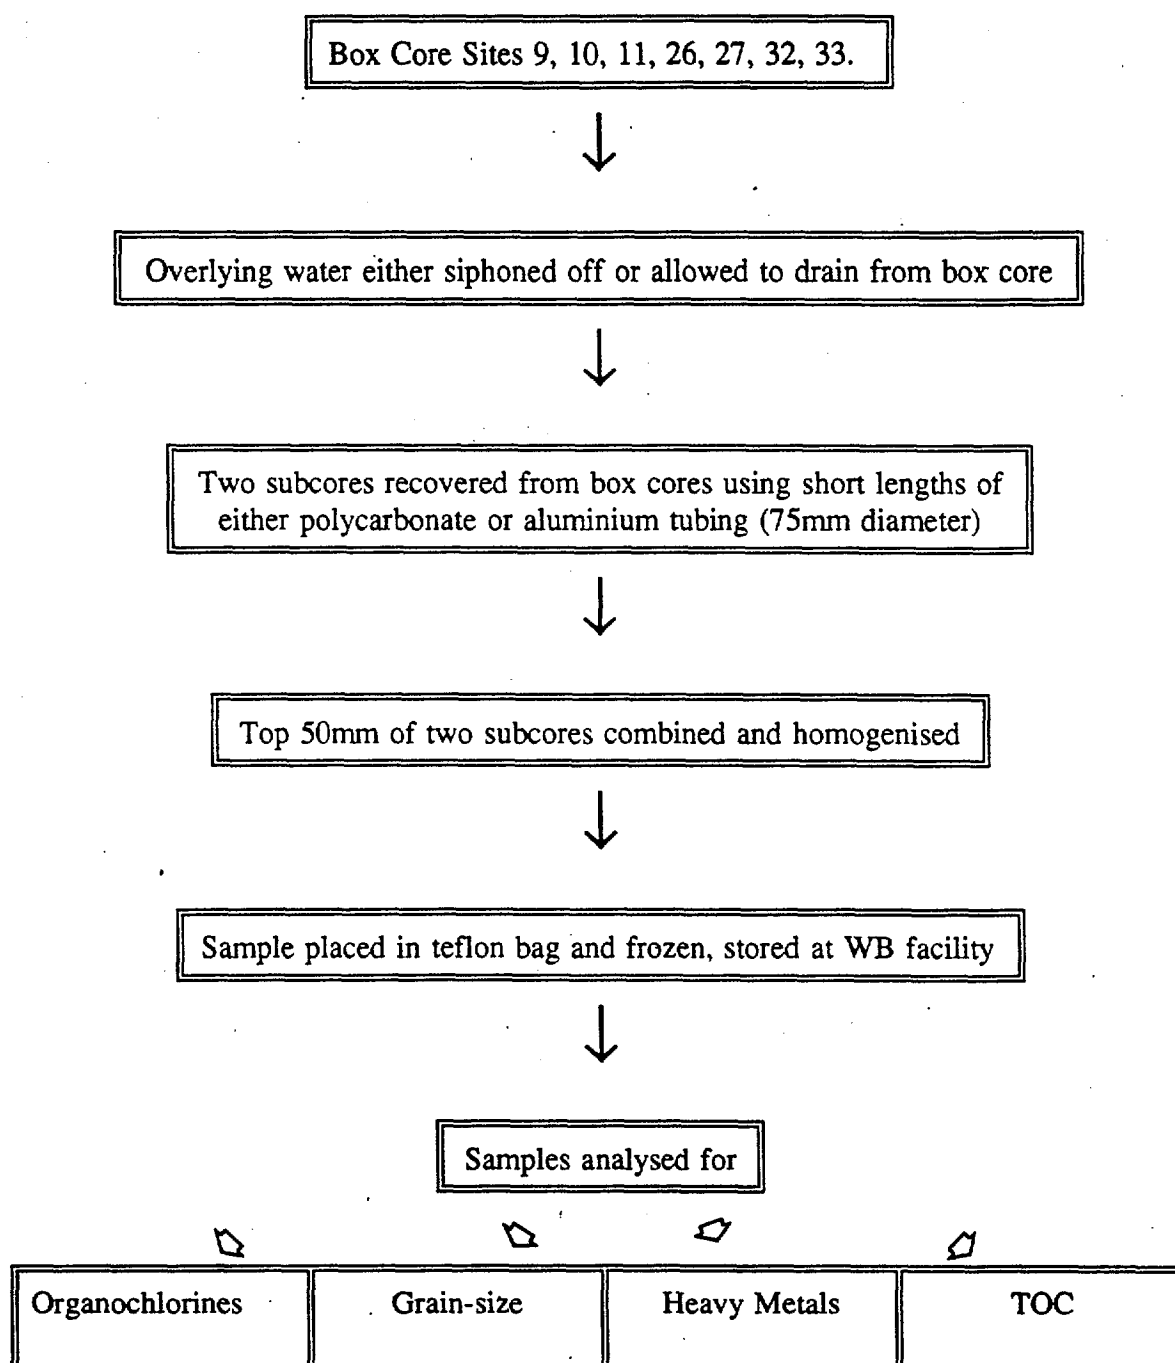 Box Core Sites 9, 10, 11, 26, 27, 32, 33.
Overlying water either siphoned off or allowed to drain from box core
Two subcores recovered from box cores using short lengths of
either polycarbonate or aluminium tubing (75mm diameter)
Top 50mm of two subcores combined and homogenised
Sample placed in teflon bag and frozen, stored at WB facility
Samples analysed for
Organochlorines
Grain-size
Heavy Metals
TOC